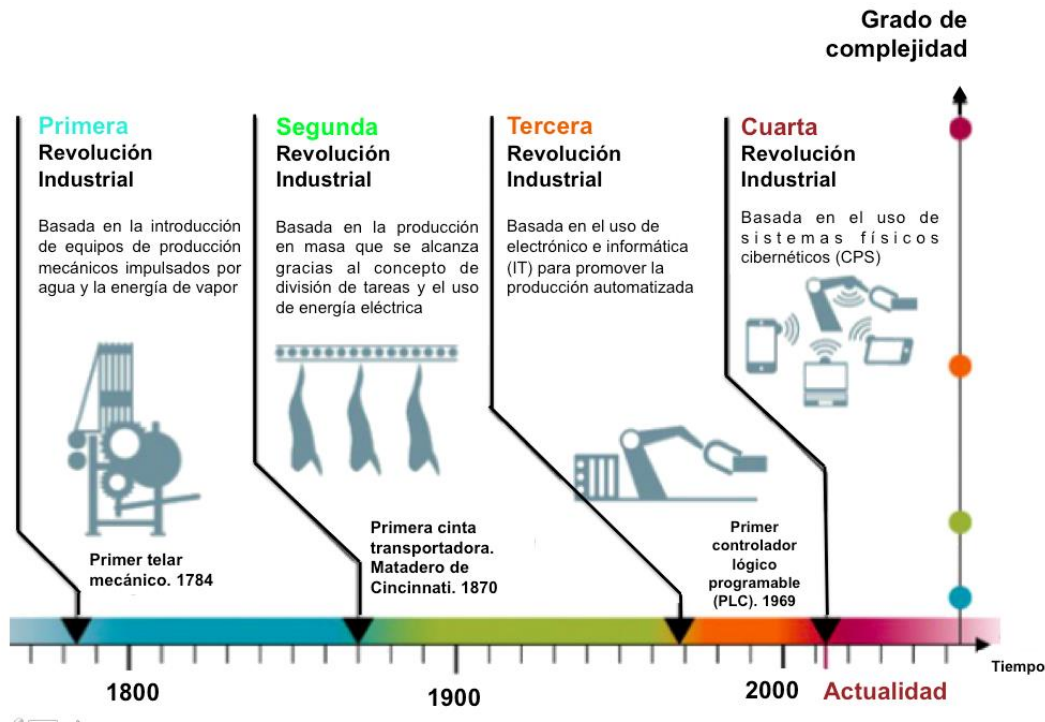 Grado de
complejidad
Primera
Revolución
Industrial
Basada en la introducción
de equipos de producción
mecánicos impulsados por
agua y la energía de vapor
Segunda
Revolución
Industrial
Basada en la producción
en masa que se alcanza
gracias al concepto de
división de tareas y el uso
de energía eléctrica
Tercera
Revolución
Industrial
Basada en el uso de
electrónico e informática
(IT) para promover la
producción automatizada
Cuarta
Revolución
Industrial
Basada en el uso de
sistemas físicos
cibernéticos (CPS)
Primer telar
mecánico. 1784
Primera cinta
transportadora.
Matadero de
Cincinnati. 1870
Primer
controlador
lógico
programable
(PLC). 1969
Tiempo
1800
1900
2000
Actualidad